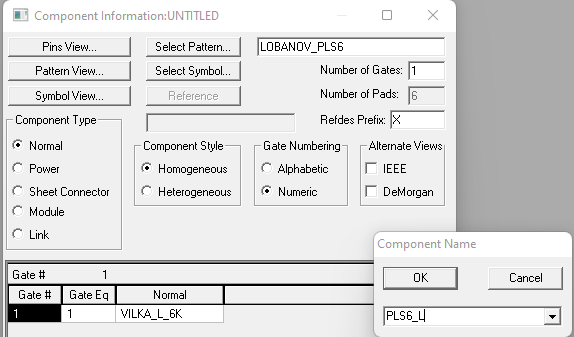 Component Information:UNTITLED
Pins View... Select Pattern... LOBANOV_PLS6
Pattern View... Select Symbol... Number of Gates: 1
Symbol View... Reference Number of Pads: 6
Refdes Prefix: X
Component Type
Normal
Power
Sheet Connector
Module
Link
Component Style
Homogeneous
Heterogeneous
Gate Numbering
Alphabetic
Numeric
Alternate Views
IEEE
DeMorgan
Gate # 1
Gate # Gate Eq Normal
1 1 VILKA_L_6K
Component Name
OK Cancel
PLS6_L